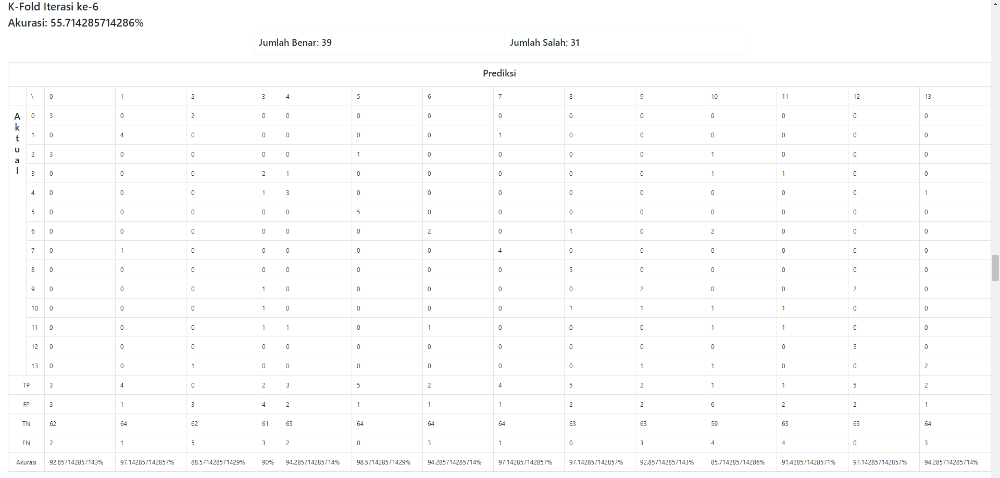 K-Fold Iterasi ke-6
Akurasi: 55.714285714286%
Jumlah Benar: 39 Jumlah Salah: 31
Prediksi
\ 0 1 2 3 4 5 6 7 8 9 10 11 12 13
Aktual
0 3 0 2 0 0 0 0 0 0 0 0 0 0 0
1 0 4 0 0 0 0 0 1 0 0 0 0 0 0
2 3 0 0 0 0 1 0 0 0 0 1 0 0 0
3 0 0 0 2 1 0 0 0 0 0 1 1 0 0
4 0 0 0 1 3 0 0 0 0 0 0 0 0 1
5 0 0 0 0 0 5 0 0 0 0 0 0 0 0
6 0 0 0 0 0 0 2 0 1 0 2 0 0 0
7 0 1 0 0 0 0 0 4 0 0 0 0 0 0
8 0 0 0 0 0 0 0 0 5 0 0 0 0 0
9 0 0 0 1 0 0 0 0 0 2 0 0 2 0
10 0 0 0 1 0 0 0 0 1 1 1 1 0 0
11 0 0 0 1 1 0 1 0 0 0 1 1 0 0
12 0 0 0 0 0 0 0 0 0 0 0 0 5 0
13 0 0 1 0 0 0 0 0 0 1 1 0 0 2
TP 3 4 0 2 3 5 2 4 5 2 1 1 5 2
FP 3 1 3 4 2 1 1 1 2 2 6 2 2 1
TN 62 64 62 61 63 64 64 64 63 63 59 63 63 64
FN 2 1 5 3 2 0 3 1 0 3 4 4 0 3
Akurasi 92.857142857143% 97.142857142857% 88.571428571429% 90% 94.285714285714% 98.571428571429% 94.285714285714% 97.142857142857% 97.142857142857% 92.857142857143% 85.714285714286% 91.428571428571% 97.142857142857% 94.285714285714%